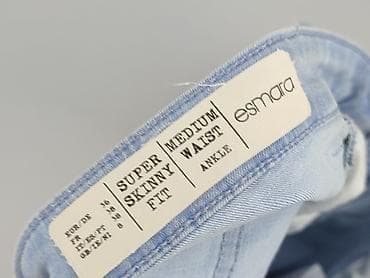 EUR/DE 36
FR 38
IT/ES/PT 38
GB/IE/NI 8
SUPER
SKINNY
FIT
MEDIUM
WAIST
ANKLE
esmara